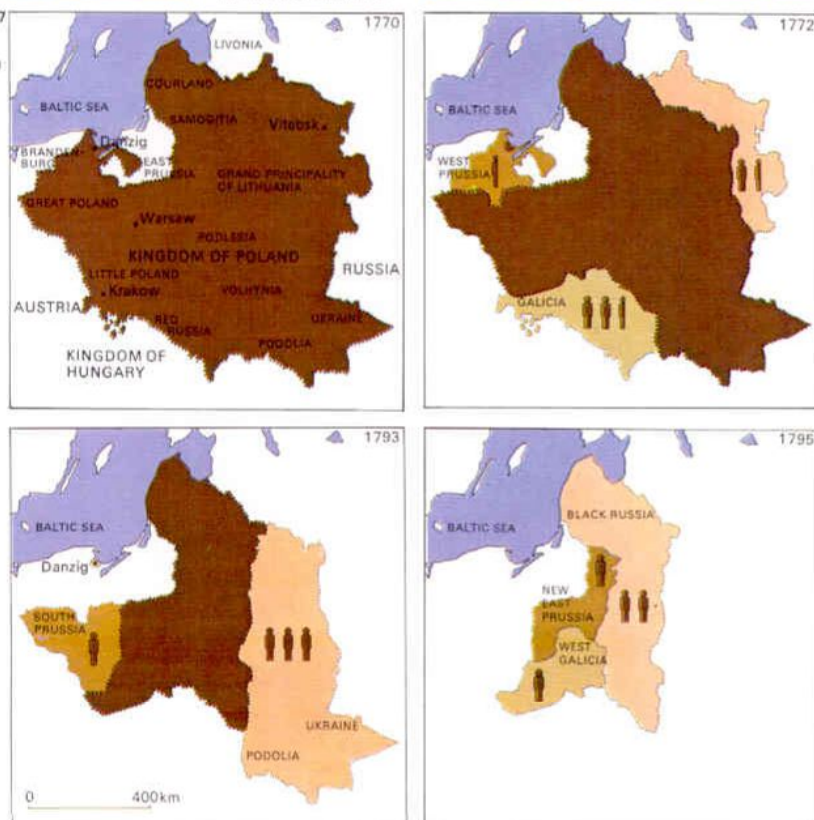 7
1770
LIVONIA
COURLAND
BALTIC SEA
SAMOGITIA
Vitebsk
Danzig
BRANDEN-
BURG
EAST
PRUSSIA
GRAND PRINCIPALITY
OF LITHUANIA
GREAT POLAND
Warsaw
PODLESIA
KINGDOM OF POLAND
RUSSIA
LITTLE POLAND
Krakow
VOLHYNIA
AUSTRIA
RED
RUSSIA
UKRAINE
PODOLIA
KINGDOM OF
HUNGARY
1772
BALTIC SEA
WEST
PRUSSIA
GALICIA
1793
BALTIC SEA
Danzig
SOUTH
PRUSSIA
UKRAINE
PODOLIA
0 400km
1795
BLACK RUSSIA
BALTIC SEA
NEW
EAST
PRUSSIA
WEST
GALICIA